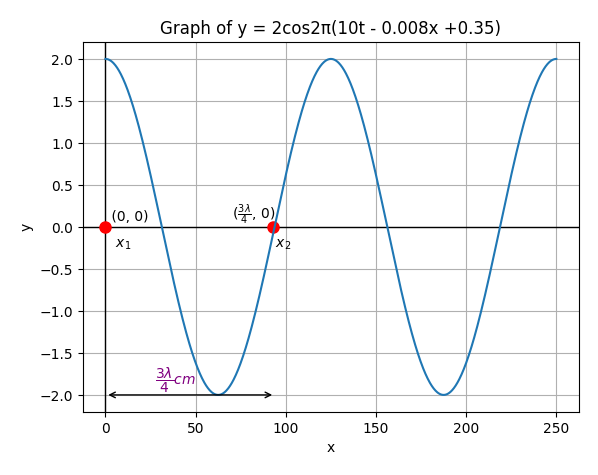 Graph of y = 2cos2π(10t - 0.008x +0.35)
2.0
1.5
1.0
0.5
0.0
−0.5
−1.0
−1.5
−2.0
y
(0, 0)
x₁
(3λ/4, 0)
x₂
3λ/4 cm
0 50 100 150 200 250
x